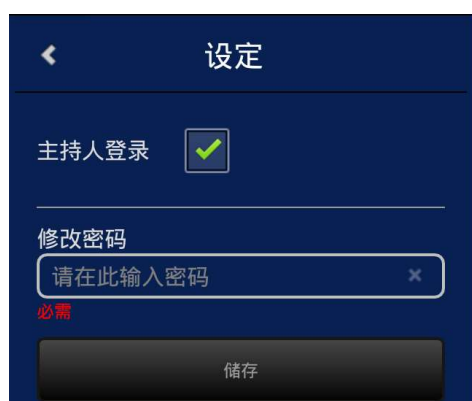 设定
主持人登录
修改密码
请在此输入密码
必需
储存